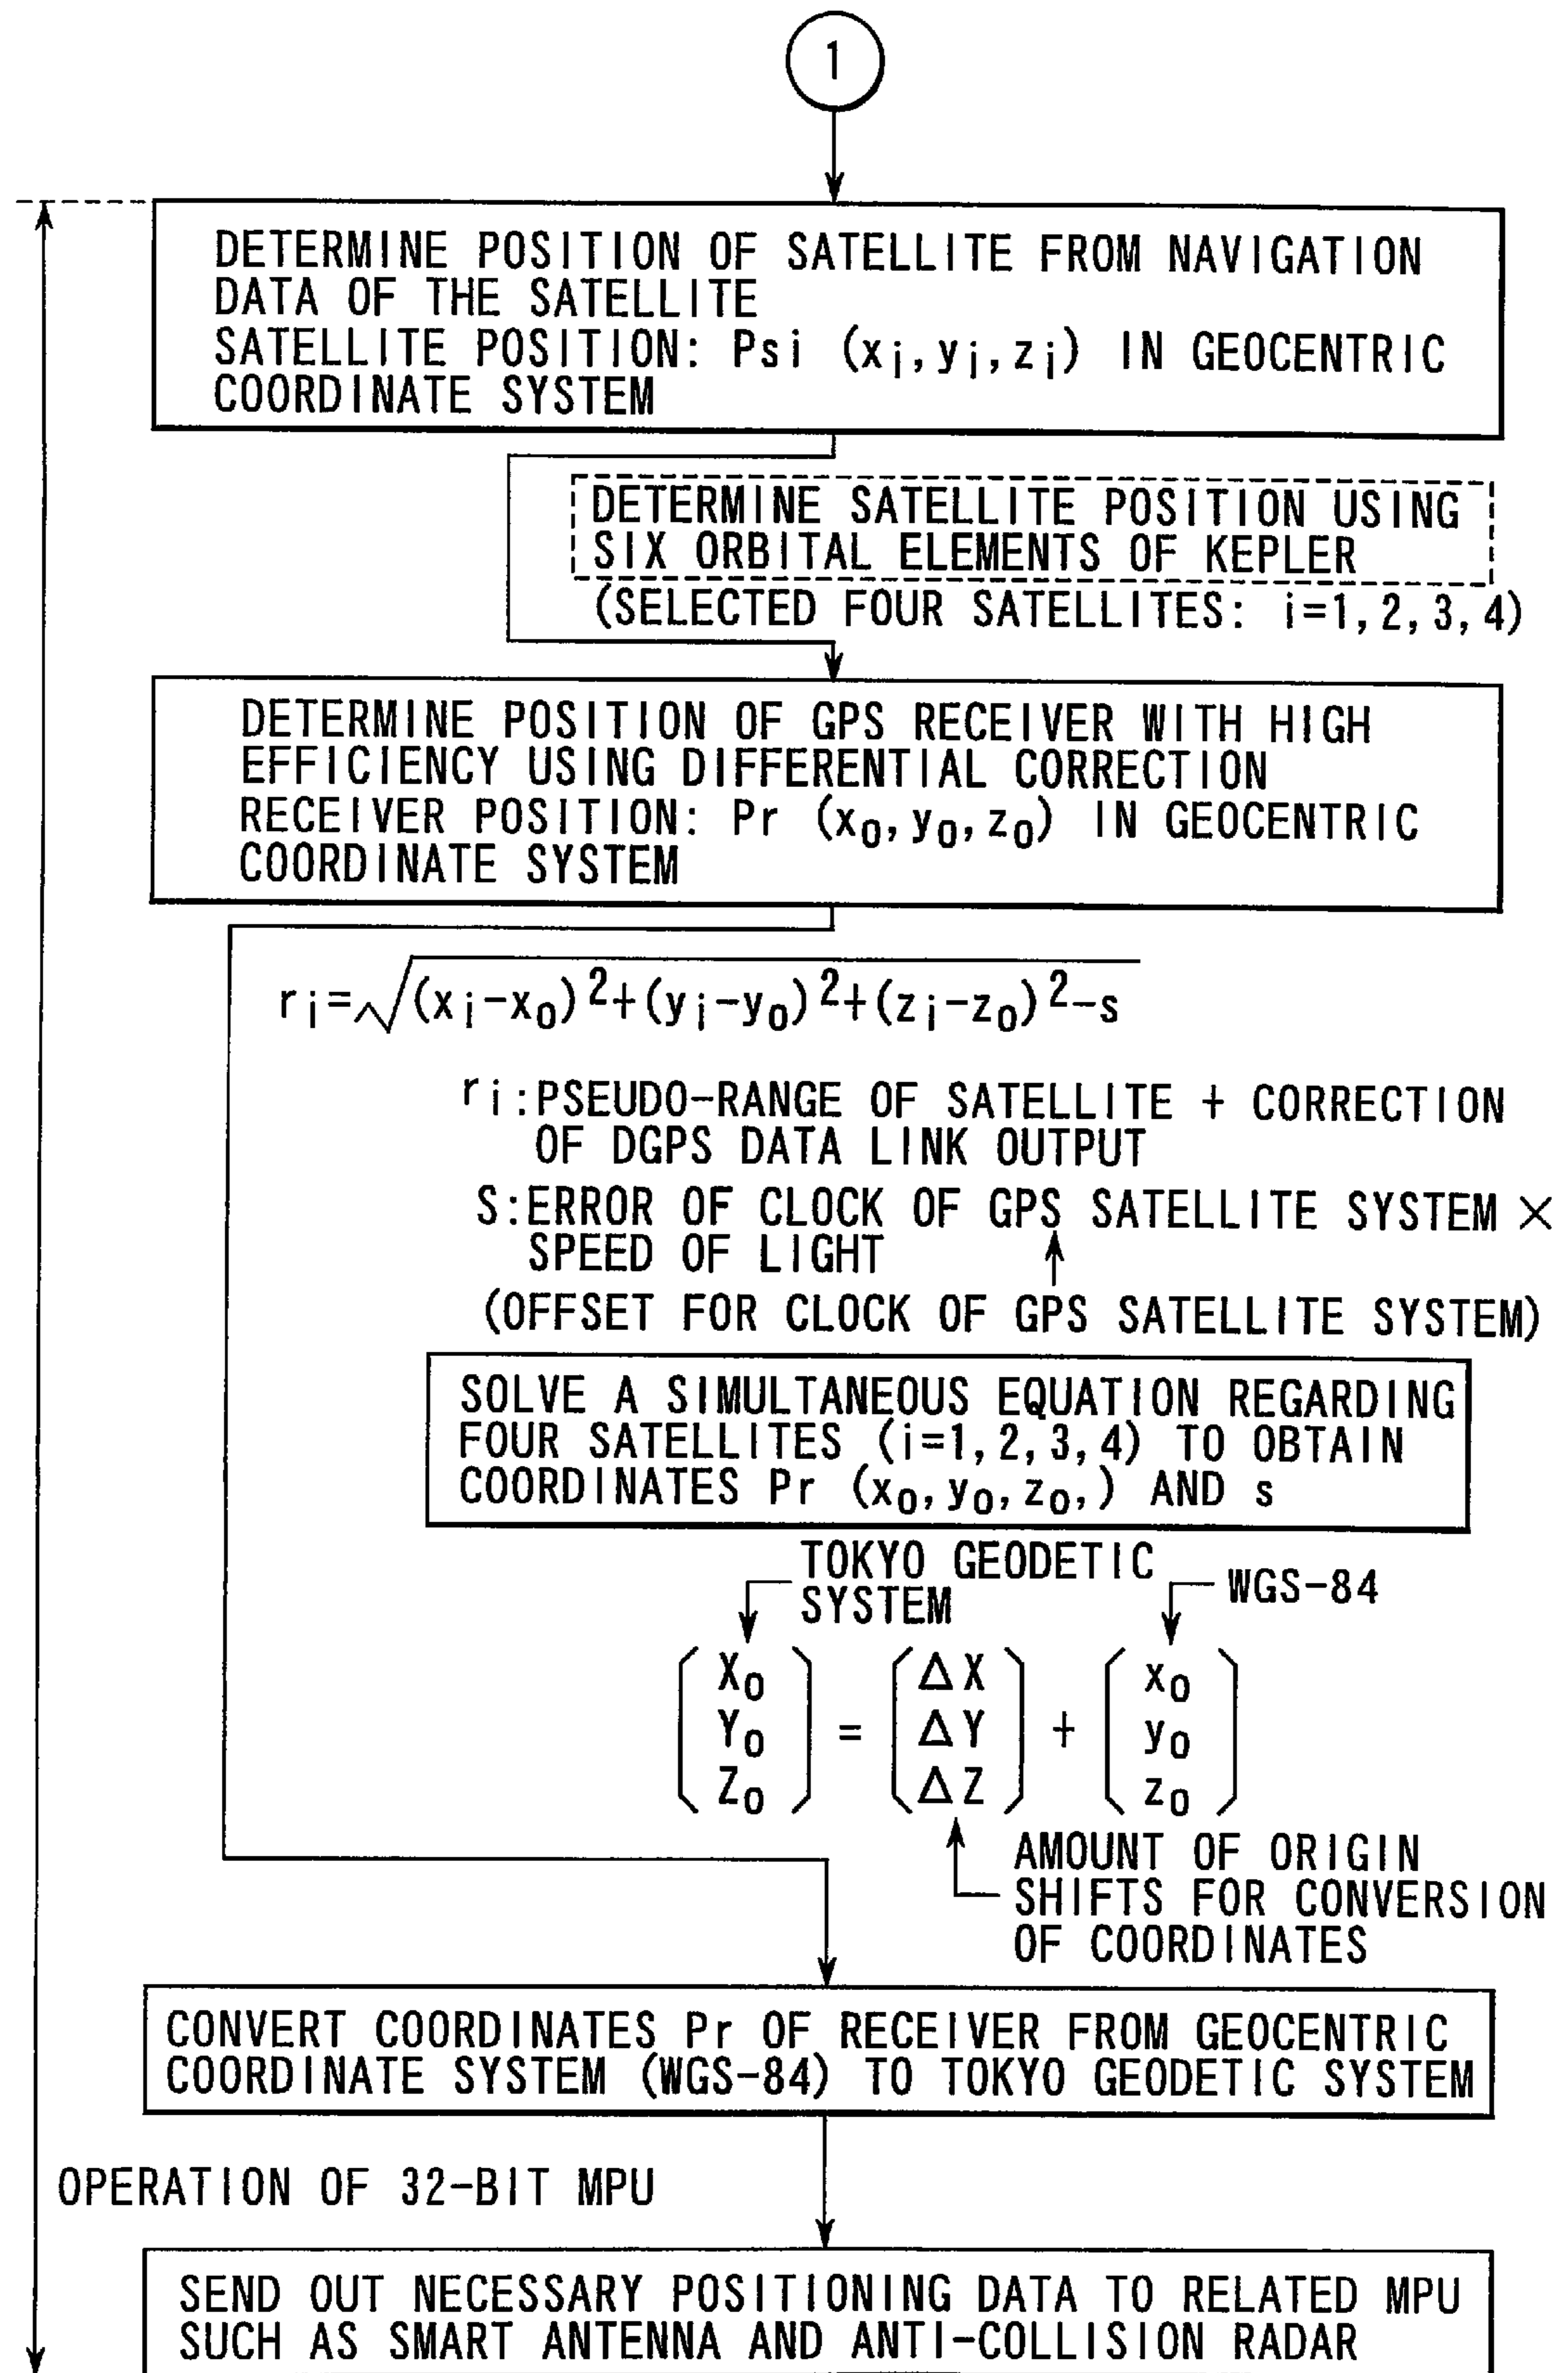 1
DETERMINE POSITION OF SATELLITE FROM NAVIGATION
DATA OF THE SATELLITE
SATELLITE POSITION: Psi (xi, yi, zi) IN GEOCENTRIC
COORDINATE SYSTEM
DETERMINE SATELLITE POSITION USING
SIX ORBITAL ELEMENTS OF KEPLER
(SELECTED FOUR SATELLITES: i=1, 2, 3, 4)
DETERMINE POSITION OF GPS RECEIVER WITH HIGH
EFFICIENCY USING DIFFERENTIAL CORRECTION
RECEIVER POSITION: Pr (x0, y0, z0) IN GEOCENTRIC
COORDINATE SYSTEM
ri=√(xi-x0)²+(yi-y0)²+(zi-z0)²-s
ri:PSEUDO-RANGE OF SATELLITE + CORRECTION
OF DGPS DATA LINK OUTPUT
S:ERROR OF CLOCK OF GPS SATELLITE SYSTEM ×
SPEED OF LIGHT
(OFFSET FOR CLOCK OF GPS SATELLITE SYSTEM)
SOLVE A SIMULTANEOUS EQUATION REGARDING
FOUR SATELLITES (i=1, 2, 3, 4) TO OBTAIN
COORDINATES Pr (x0, y0, z0,) AND s
TOKYO GEODETIC
SYSTEM
WGS-84
X0 ΔX x0
Y0 = ΔY + y0
Z0 ΔZ z0
AMOUNT OF ORIGIN
SHIFTS FOR CONVERSION
OF COORDINATES
CONVERT COORDINATES Pr OF RECEIVER FROM GEOCENTRIC
COORDINATE SYSTEM (WGS-84) TO TOKYO GEODETIC SYSTEM
OPERATION OF 32-BIT MPU
SEND OUT NECESSARY POSITIONING DATA TO RELATED MPU
SUCH AS SMART ANTENNA AND ANTI-COLLISION RADAR